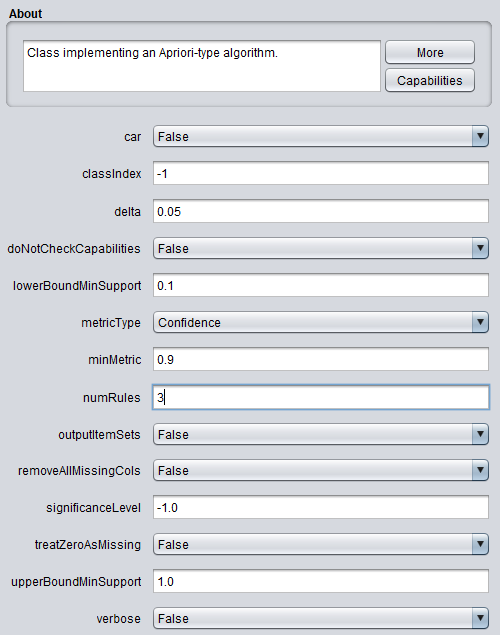 About
Class implementing an Apriori-type algorithm.
More
Capabilities
car False
classIndex -1
delta 0.05
doNotCheckCapabilities False
lowerBoundMinSupport 0.1
metricType Confidence
minMetric 0.9
numRules 3
outputItemSets False
removeAllMissingCols False
significanceLevel -1.0
treatZeroAsMissing False
upperBoundMinSupport 1.0
verbose False